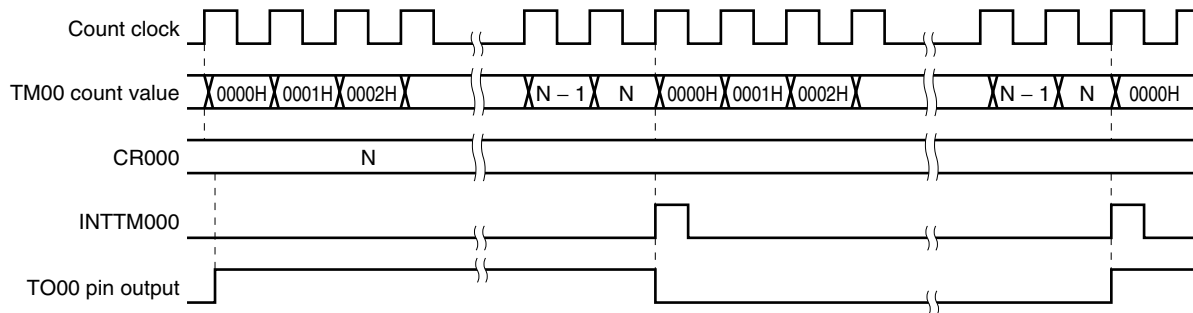 Count clock
TM00 count value 0000H 0001H 0002H N – 1 N 0000H 0001H 0002H N – 1 N 0000H
CR000 N
INTTM000
TO00 pin output